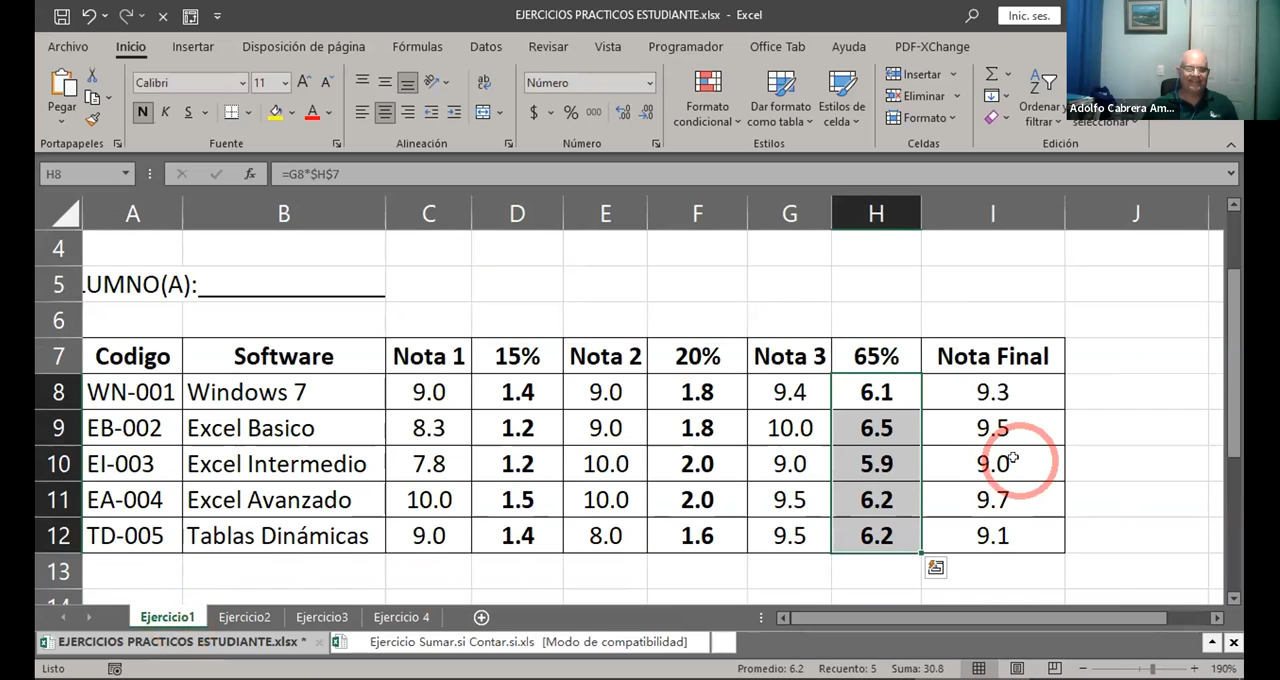 EJERCICIOS PRACTICOS ESTUDIANTE.xlsx - Excel
Inic. ses.
Archivo Inicio Insertar Disposición de página Fórmulas Datos Revisar Vista Programador Office Tab Ayuda PDF-XChange
Pegar
Portapapeles
Calibri 11
N K S
Fuente
ab
Alineación
Número
$ % 000
Número
Formato condicional
Dar formato como tabla
Estilos de celda
Estilos
Insertar
Eliminar
Formato
Celdas
Ordenar
filtrar
seleccionar
Edición
Adolfo Cabrera Am...
H8 fx =G8*$H$7
A B C D E F G H I J
4
5 LUMNO(A):______________
6
7 Codigo Software Nota 1 15% Nota 2 20% Nota 3 65% Nota Final
8 WN-001 Windows 7 9.0 1.4 9.0 1.8 9.4 6.1 9.3
9 EB-002 Excel Basico 8.3 1.2 9.0 1.8 10.0 6.5 9.5
10 EI-003 Excel Intermedio 7.8 1.2 10.0 2.0 9.0 5.9 9.0
11 EA-004 Excel Avanzado 10.0 1.5 10.0 2.0 9.5 6.2 9.7
12 TD-005 Tablas Dinámicas 9.0 1.4 8.0 1.6 9.5 6.2 9.1
13
14
Ejercicio1 Ejercicio2 Ejercicio3 Ejercicio 4
EJERCICIOS PRACTICOS ESTUDIANTE.xlsx * Ejercicio Sumar.si Contar.si.xls [Modo de compatibilidad]
Listo Promedio: 6.2 Recuento: 5 Suma: 30.8 190%